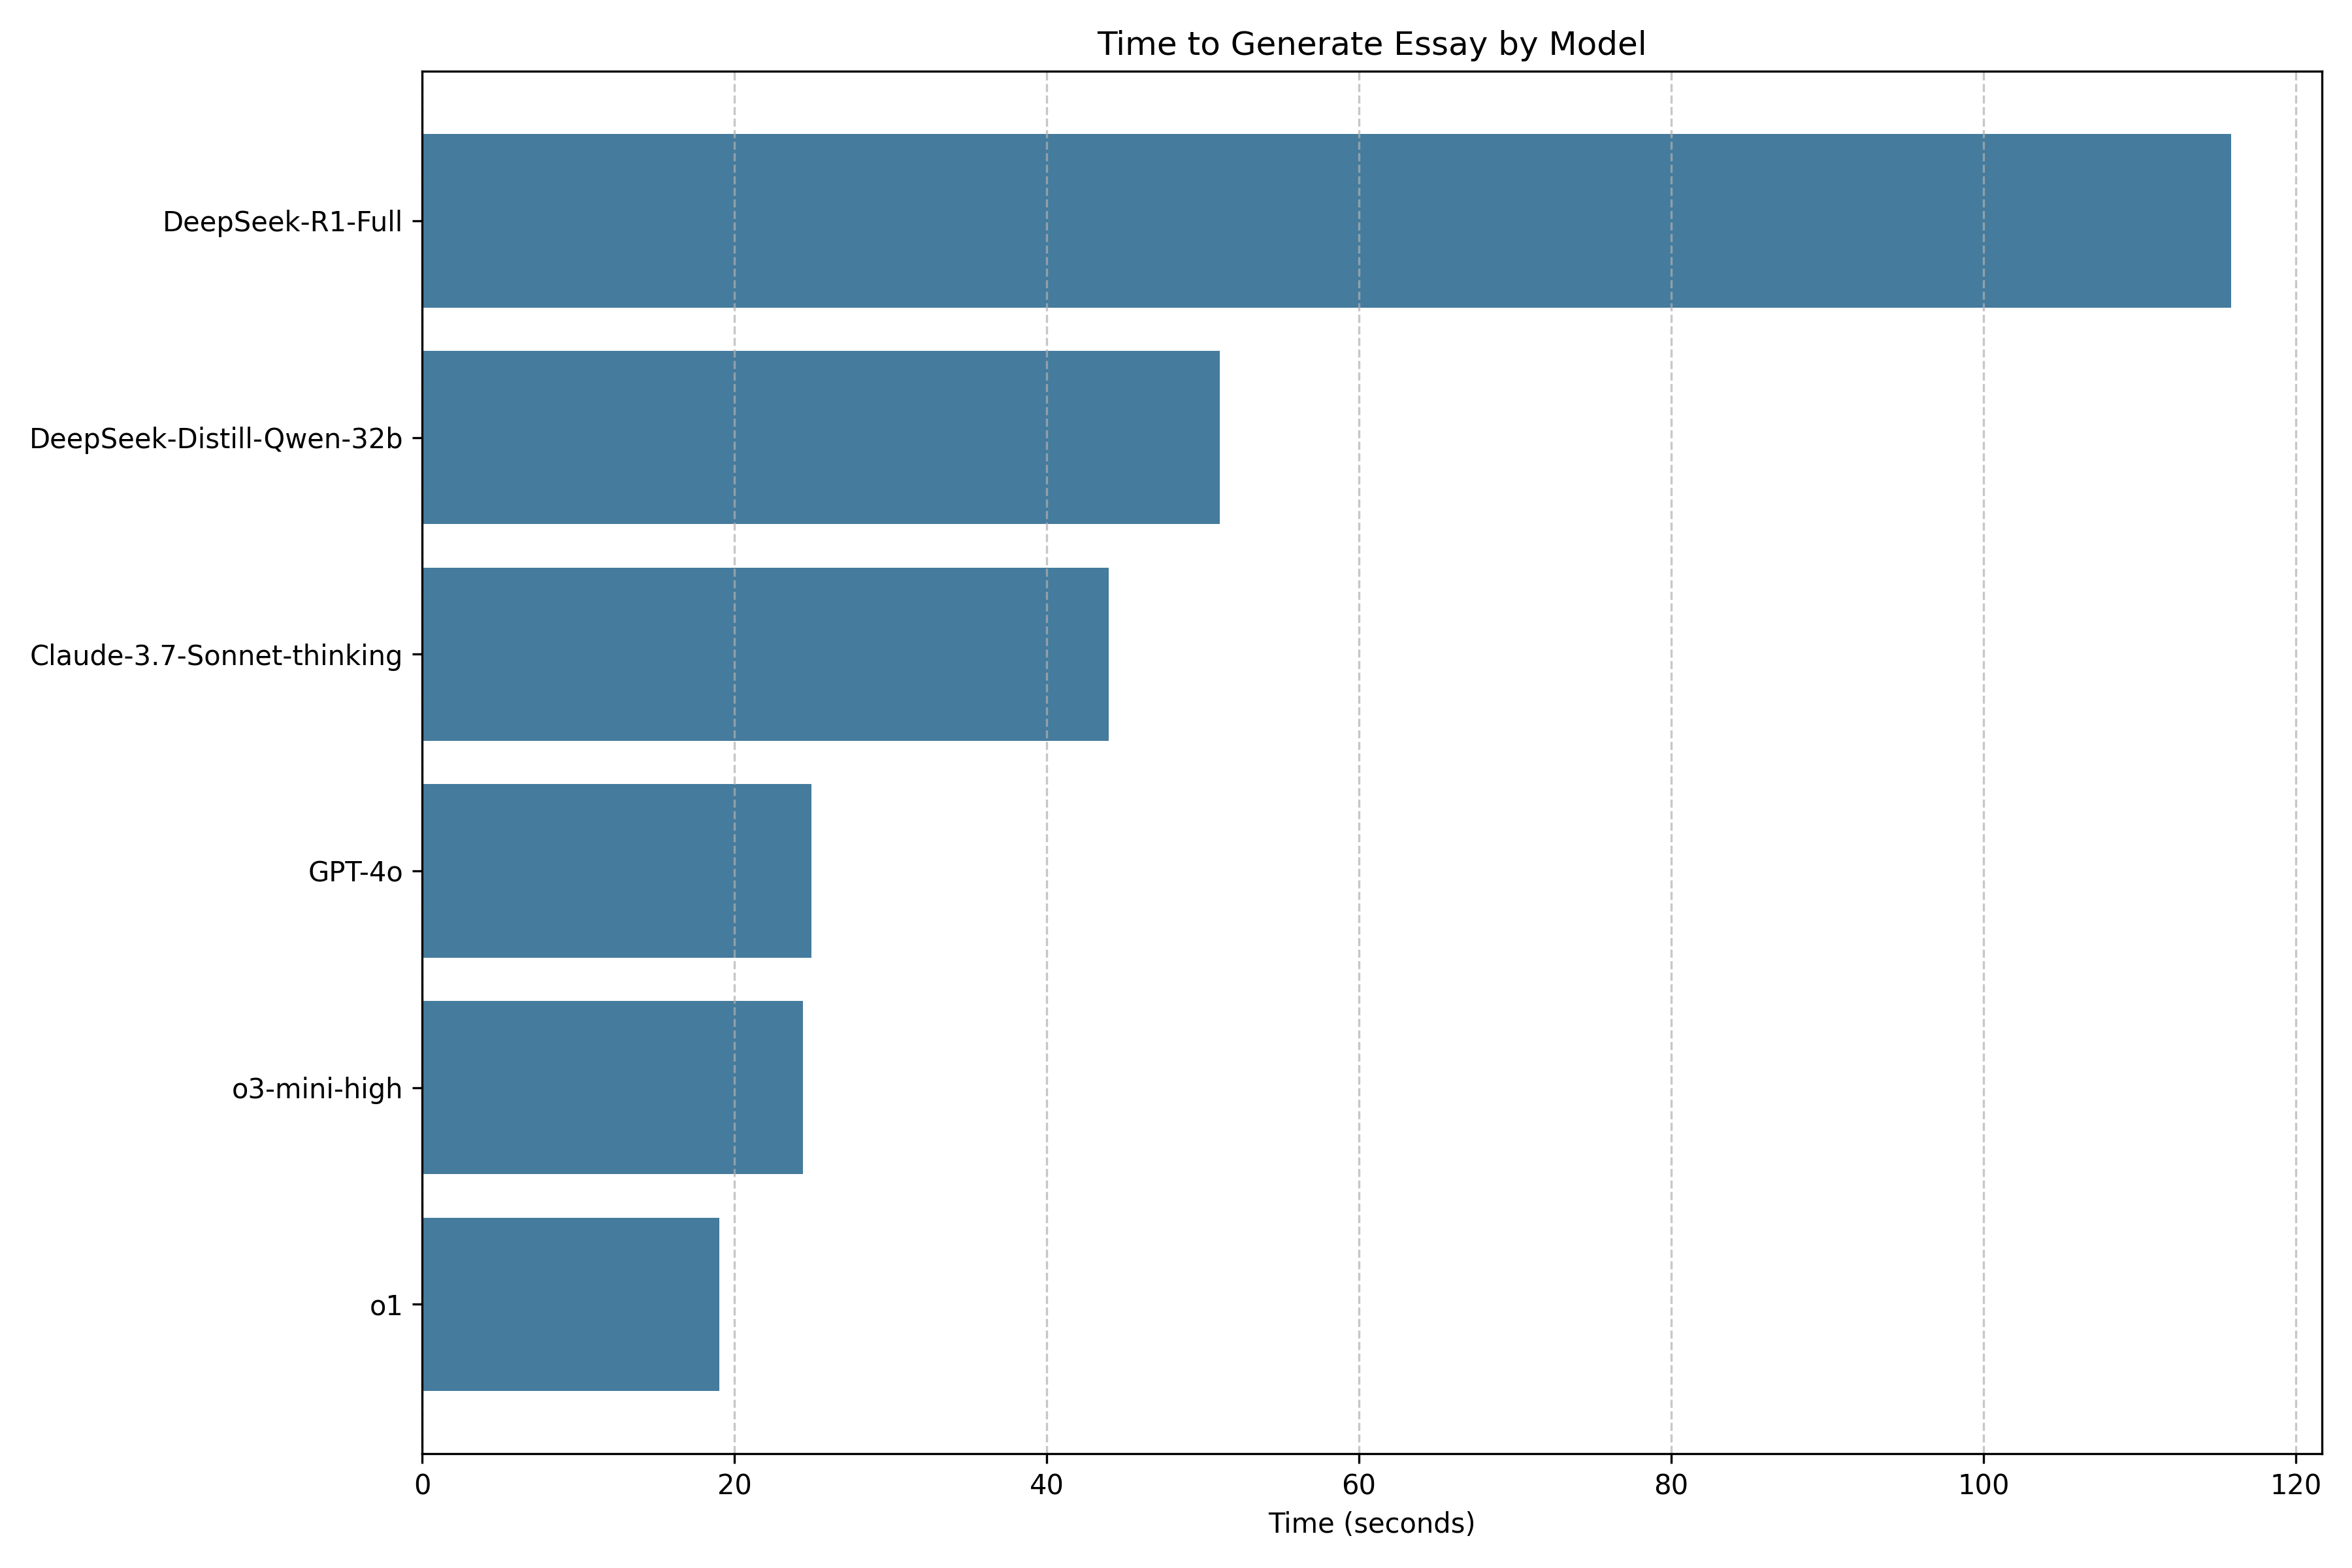 Time to Generate Essay by Model
DeepSeek-R1-Full
DeepSeek-Distill-Qwen-32b
Claude-3.7-Sonnet-thinking
GPT-4o
o3-mini-high
o1
0 20 40 60 80 100 120
Time (seconds)